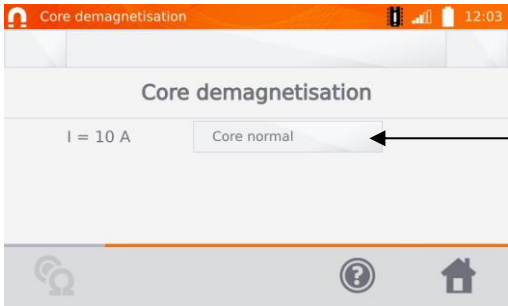 Core demagnetisation 12:03
Core demagnetisation
I = 10 A Core normal